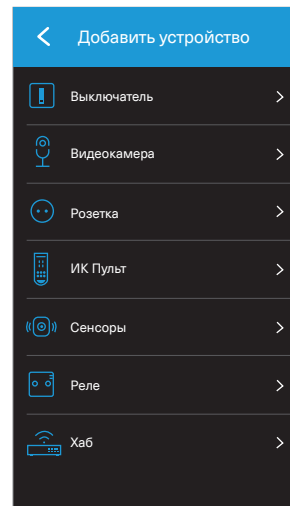 Добавить устройство
Выключатель
Видеокамера
Розетка
ИК Пульт
Сенсоры
Реле
Хаб